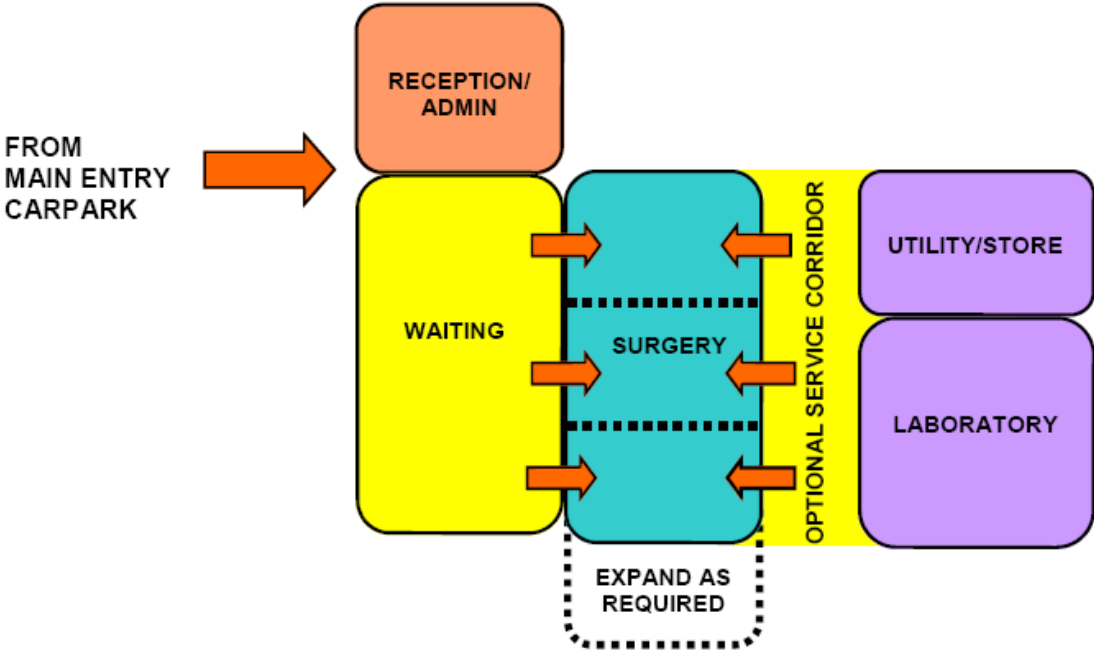 RECEPTION/
ADMIN
FROM
MAIN ENTRY
CARPARK
WAITING
SURGERY
OPTIONAL SERVICE CORRIDOR
UTILITY/STORE
LABORATORY
EXPAND AS
REQUIRED